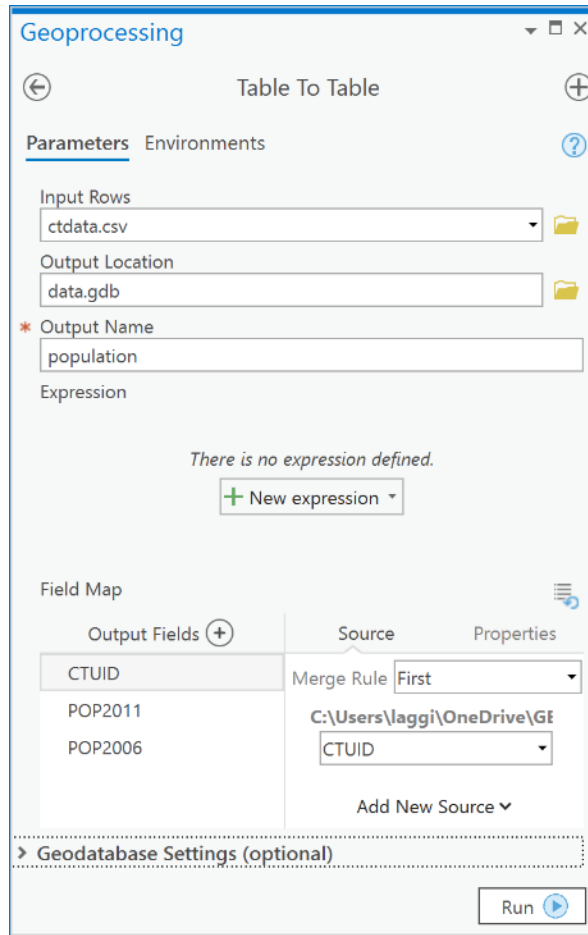 Geoprocessing
Table To Table
Parameters Environments
Input Rows
ctdata.csv
Output Location
data.gdb
* Output Name
population
Expression
There is no expression defined.
New expression
Field Map
Output Fields Source Properties
CTUID
POP2011
POP2006
Merge Rule First
C:\Users\laggi\OneDrive\GE
CTUID
Add New Source
Geodatabase Settings (optional)
Run